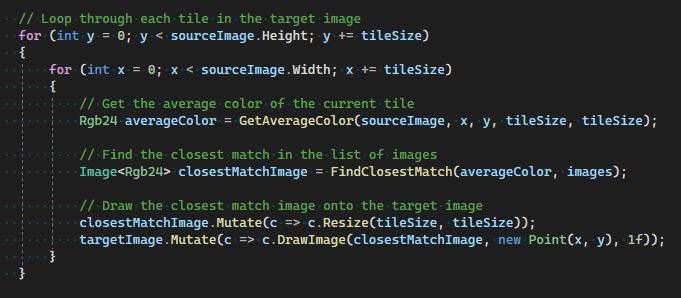 // Loop through each tile in the target image
for (int y = 0; y < sourceImage.Height; y += tileSize)
{
for (int x = 0; x < sourceImage.Width; x += tileSize)
{
// Get the average color of the current tile
Rgb24 averageColor = GetAverageColor(sourceImage, x, y, tileSize, tileSize);
// Find the closest match in the list of images
Image<Rgb24> closestMatchImage = FindClosestMatch(averageColor, images);
// Draw the closest match image onto the target image
closestMatchImage.Mutate(c => c.Resize(tileSize, tileSize));
targetImage.Mutate(c => c.DrawImage(closestMatchImage, new Point(x, y), 1f));
}
}